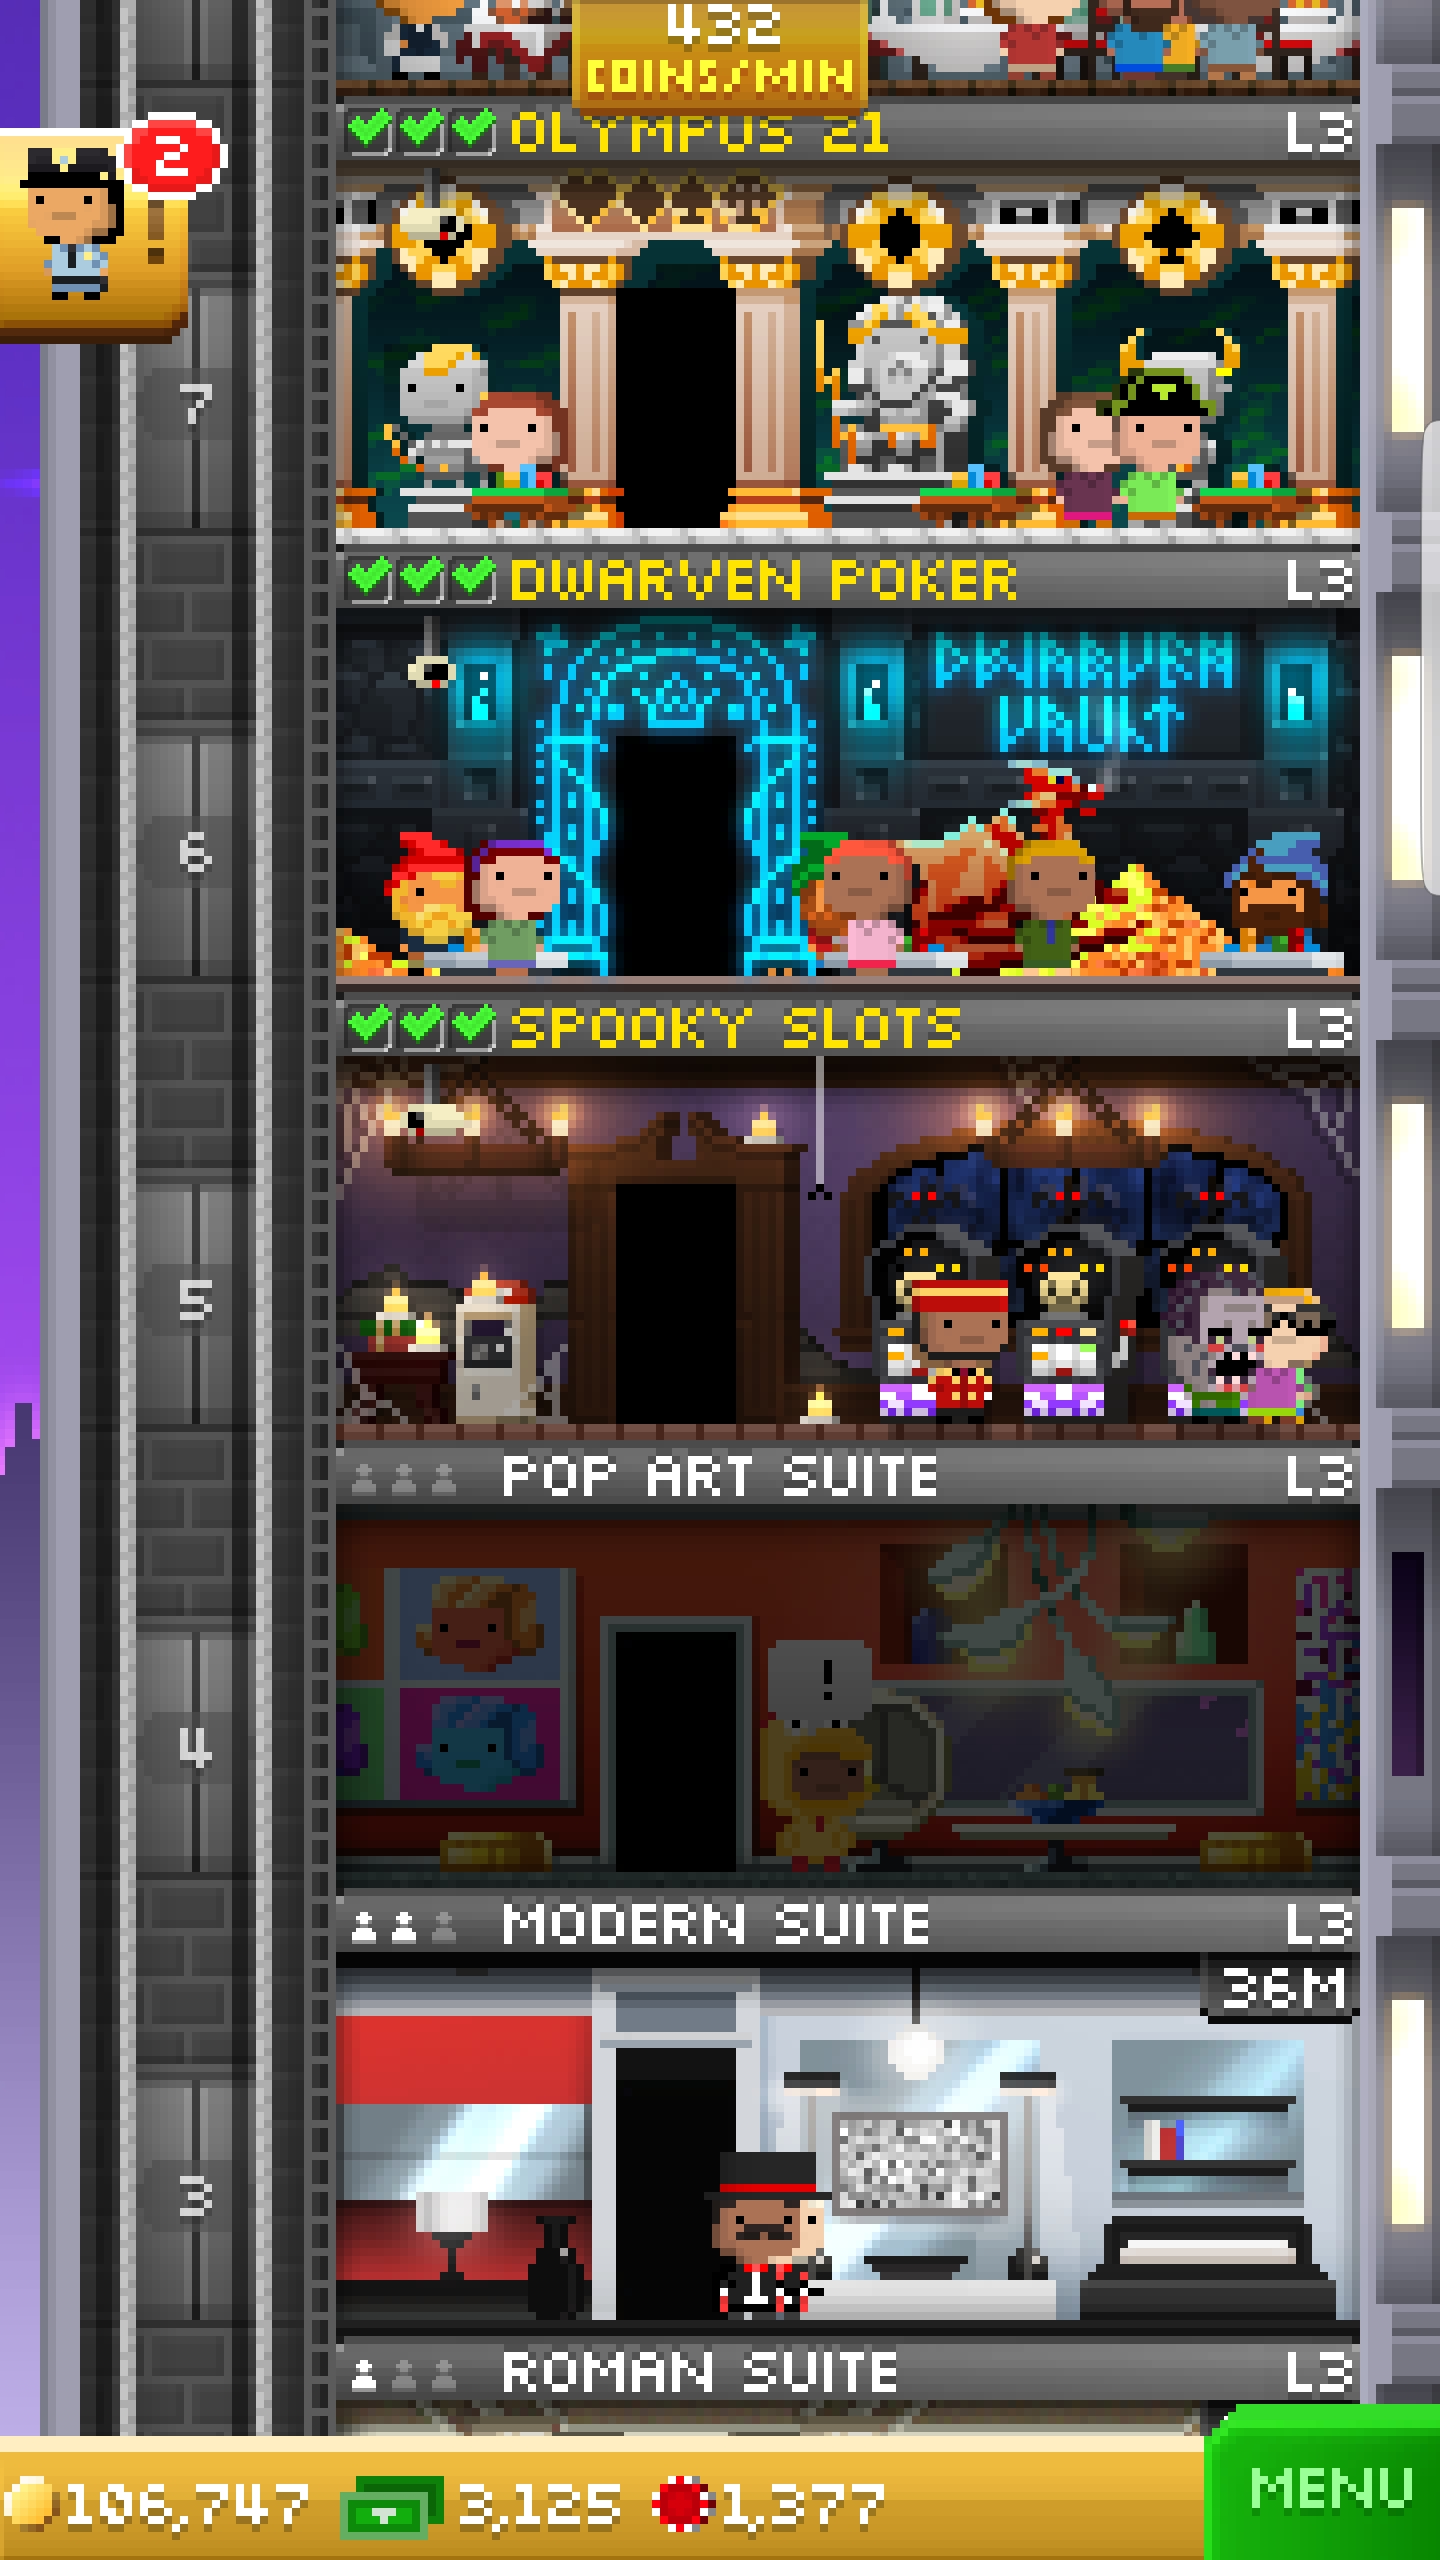 432
COINS/MIN
OLYMPUS 21 L3
2
!
7
DWARVEN POKER L3
DWARVEN
VAULT
6
SPOOKY SLOTS L3
5
POP ART SUITE L3
!
4
MODERN SUITE L3
36M
3
ROMAN SUITE L3
106,747 3,125 1,377
MENU